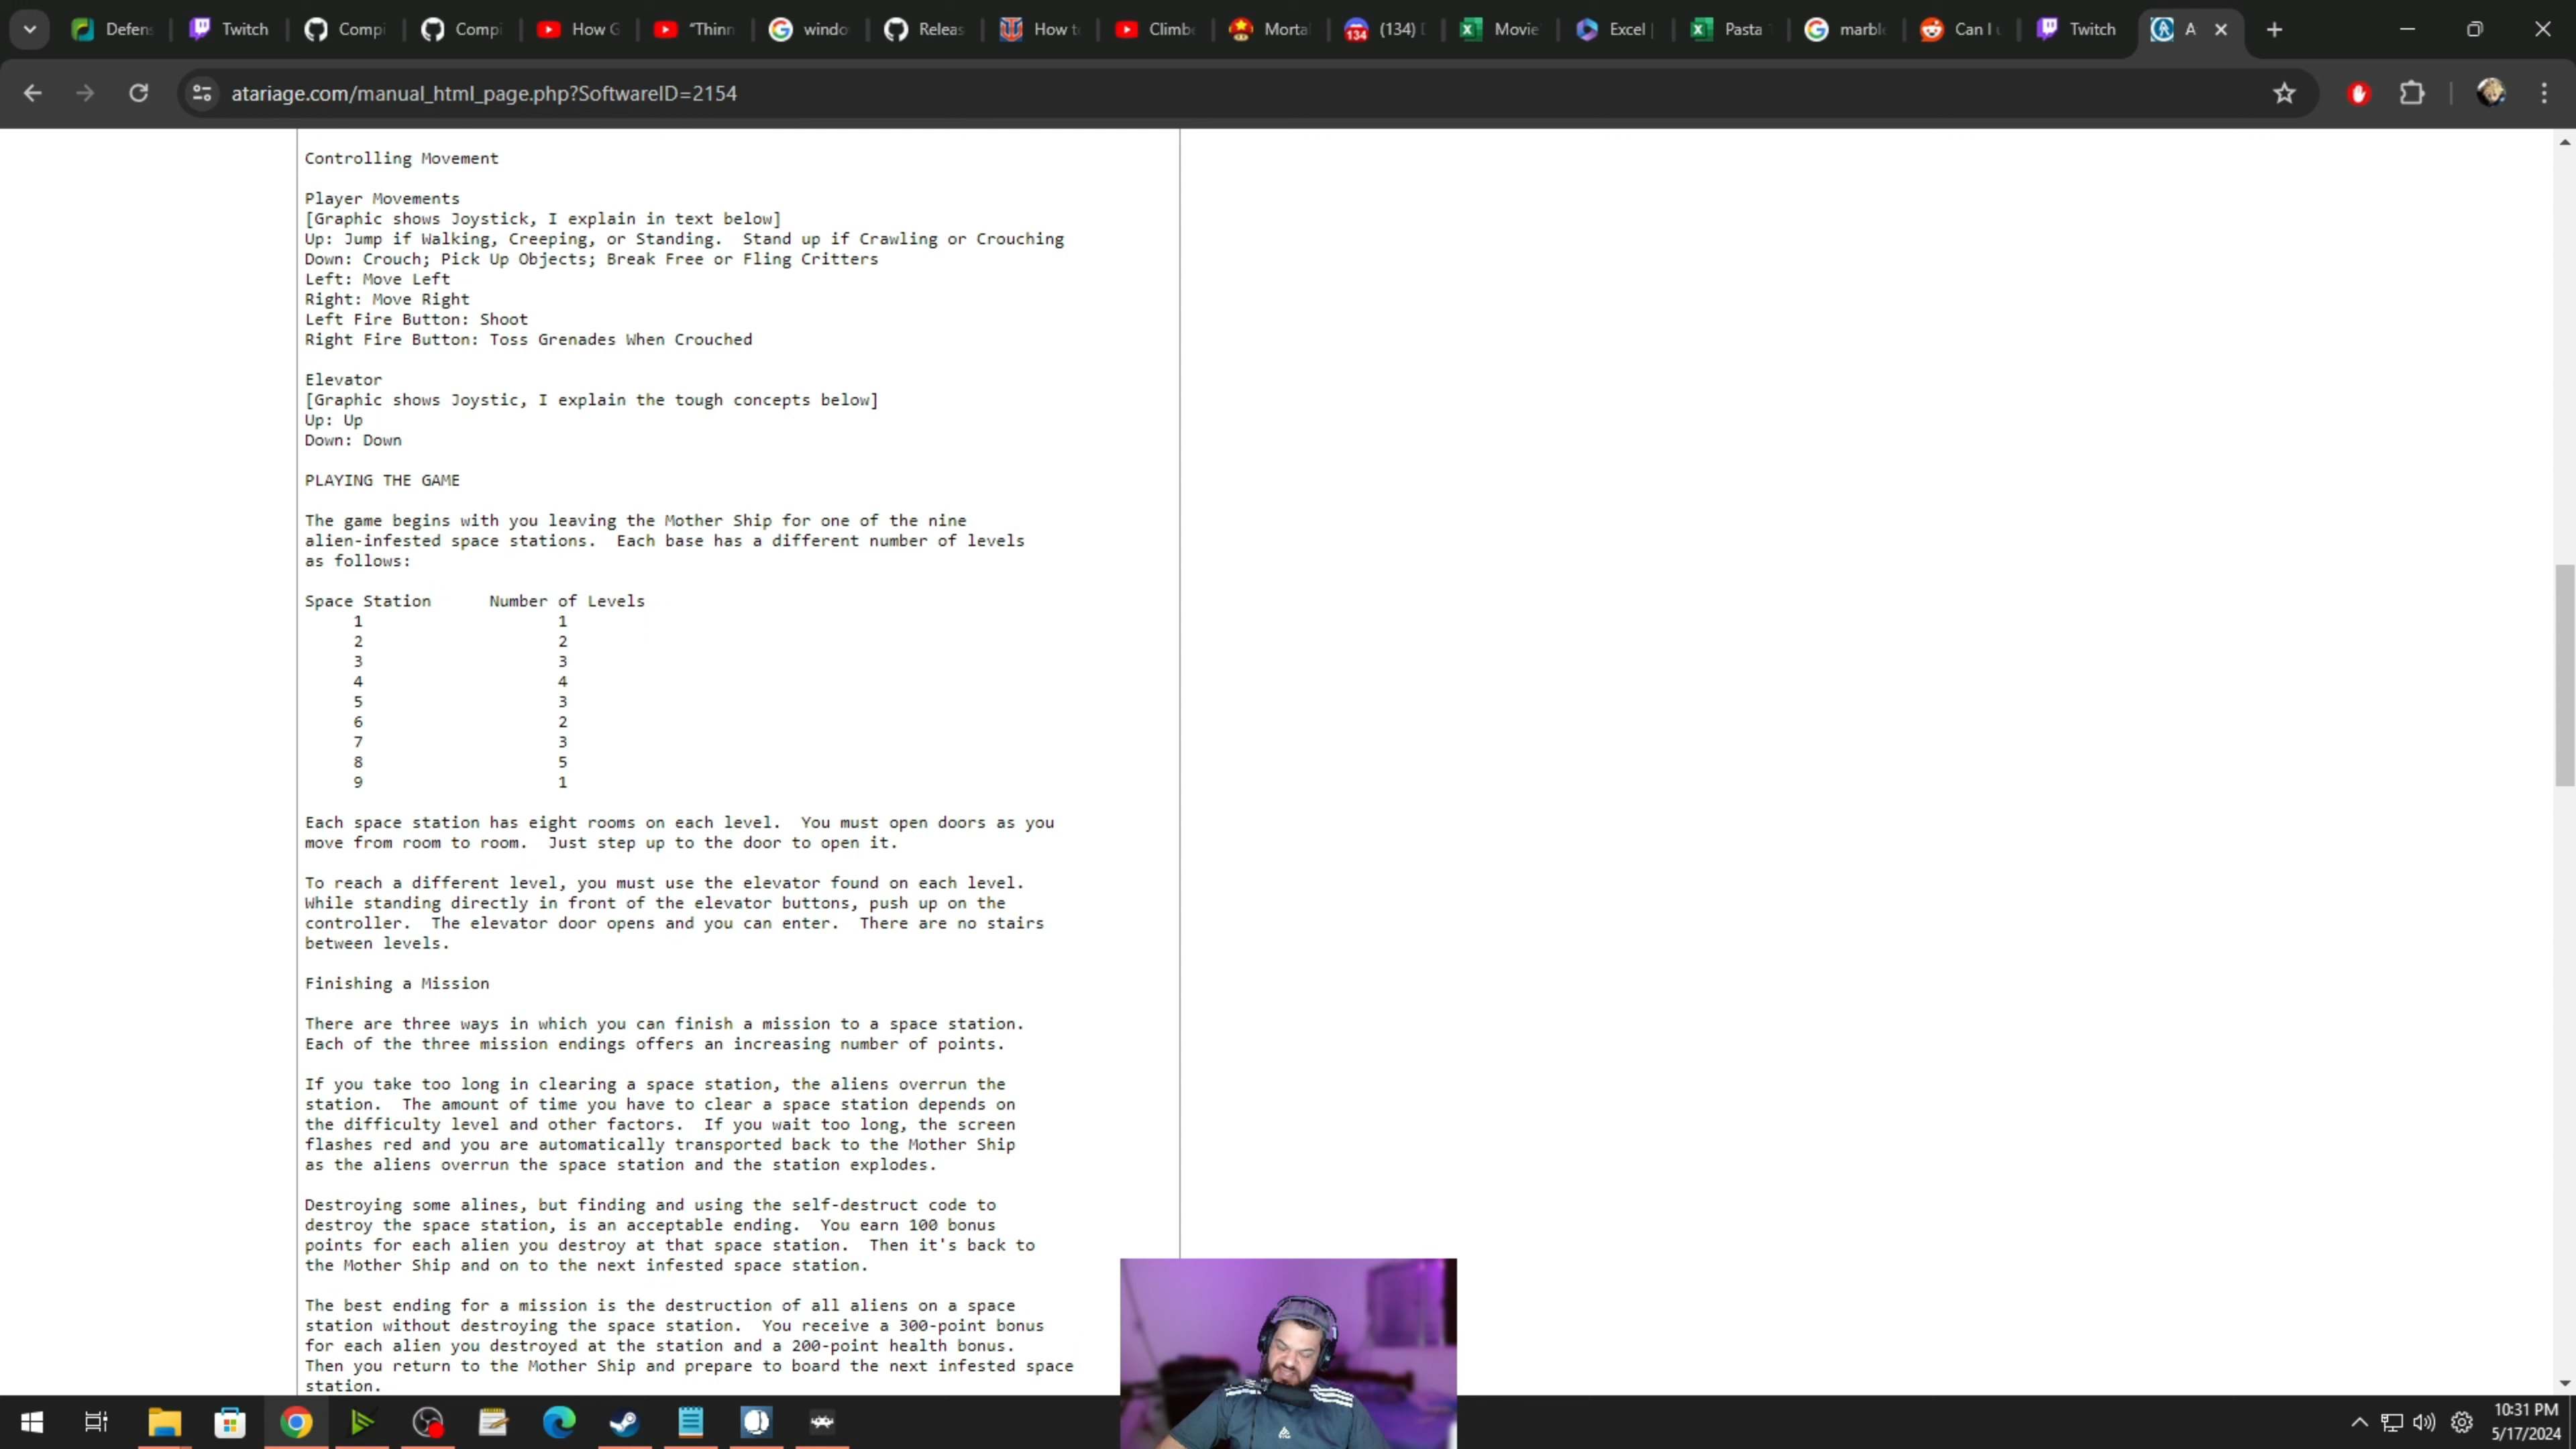 Defens
Twitch
Compi
Compi
How G
"Thinn
windo
Releas
How to
Climbe
Morta
134
(134)
Movie
Excel
Pasta
marble
Can I u
Twitch
A
atariage.com/manual_html_page.php?SoftwareID=2154
Controlling Movement
Player Movements
[Graphic shows Joystick, I explain in text below]
Up: Jump if Walking, Creeping, or Standing.  Stand up if Crawling or Crouching
Down: Crouch; Pick Up Objects; Break Free or Fling Critters
Left: Move Left
Right: Move Right
Left Fire Button: Shoot
Right Fire Button: Toss Grenades When Crouched
Elevator
[Graphic shows Joystic, I explain the tough concepts below]
Up: Up
Down: Down
PLAYING THE GAME
The game begins with you leaving the Mother Ship for one of the nine
alien-infested space stations.  Each base has a different number of levels
as follows:
Space Station Number of Levels
1 1
2 2
3 3
4 4
5 3
6 2
7 3
8 5
9 1
Each space station has eight rooms on each level.  You must open doors as you
move from room to room.  Just step up to the door to open it.
To reach a different level, you must use the elevator found on each level.
While standing directly in front of the elevator buttons, push up on the
controller.  The elevator door opens and you can enter.  There are no stairs
between levels.
Finishing a Mission
There are three ways in which you can finish a mission to a space station.
Each of the three mission endings offers an increasing number of points.
If you take too long in clearing a space station, the aliens overrun the
station.  The amount of time you have to clear a space station depends on
the difficulty level and other factors.  If you wait too long, the screen
flashes red and you are automatically transported back to the Mother Ship
as the aliens overrun the space station and the station explodes.
Destroying some alines, but finding and using the self-destruct code to
destroy the space station, is an acceptable ending.  You earn 100 bonus
points for each alien you destroy at that space station.  Then it's back to
the Mother Ship and on to the next infested space station.
The best ending for a mission is the destruction of all aliens on a space
station without destroying the space station.  You receive a 300-point bonus
for each alien you destroyed at the station and a 200-point health bonus.
Then you return to the Mother Ship and prepare to board the next infested space
station.
10:31 PM
5/17/2024